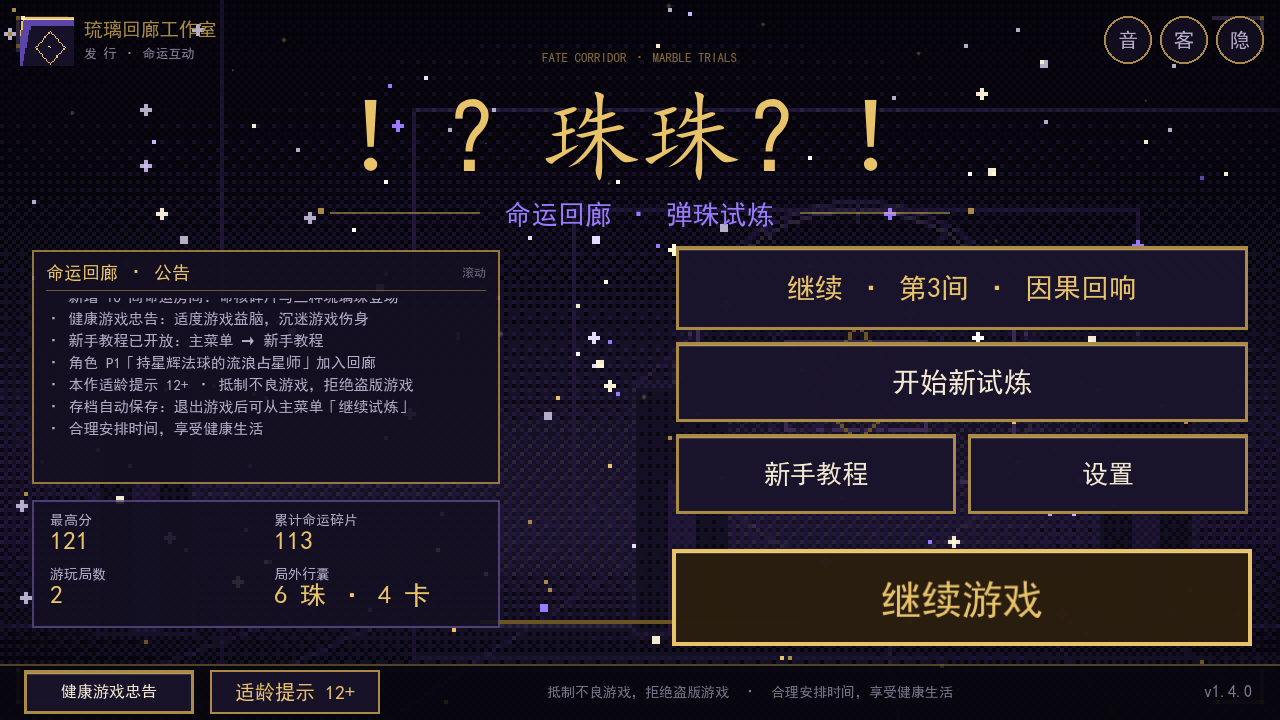 琉璃回廊工作室
发 行 · 命运互动
音 客 隐
FATE CORRIDOR · MARBLE TRIALS
！？珠珠？！
命运回廊 · 弹珠试炼
命运回廊 · 公告
滚动
· 健康游戏忠告：适度游戏益脑，沉迷游戏伤身
· 新手教程已开放：主菜单 → 新手教程
· 角色 P1「持星辉法球的流浪占星师」加入回廊
· 本作适龄提示 12+ · 抵制不良游戏，拒绝盗版游戏
· 存档自动保存：退出游戏后可从主菜单「继续试炼」
· 合理安排时间，享受健康生活
最高分
121
累计命运碎片
113
游玩局数
2
局外行囊
6 珠 · 4 卡
继续 · 第3间 · 因果回响
开始新试炼
新手教程
设置
继续游戏
健康游戏忠告
适龄提示 12+
抵制不良游戏，拒绝盗版游戏 · 合理安排时间，享受健康生活
v1.4.0